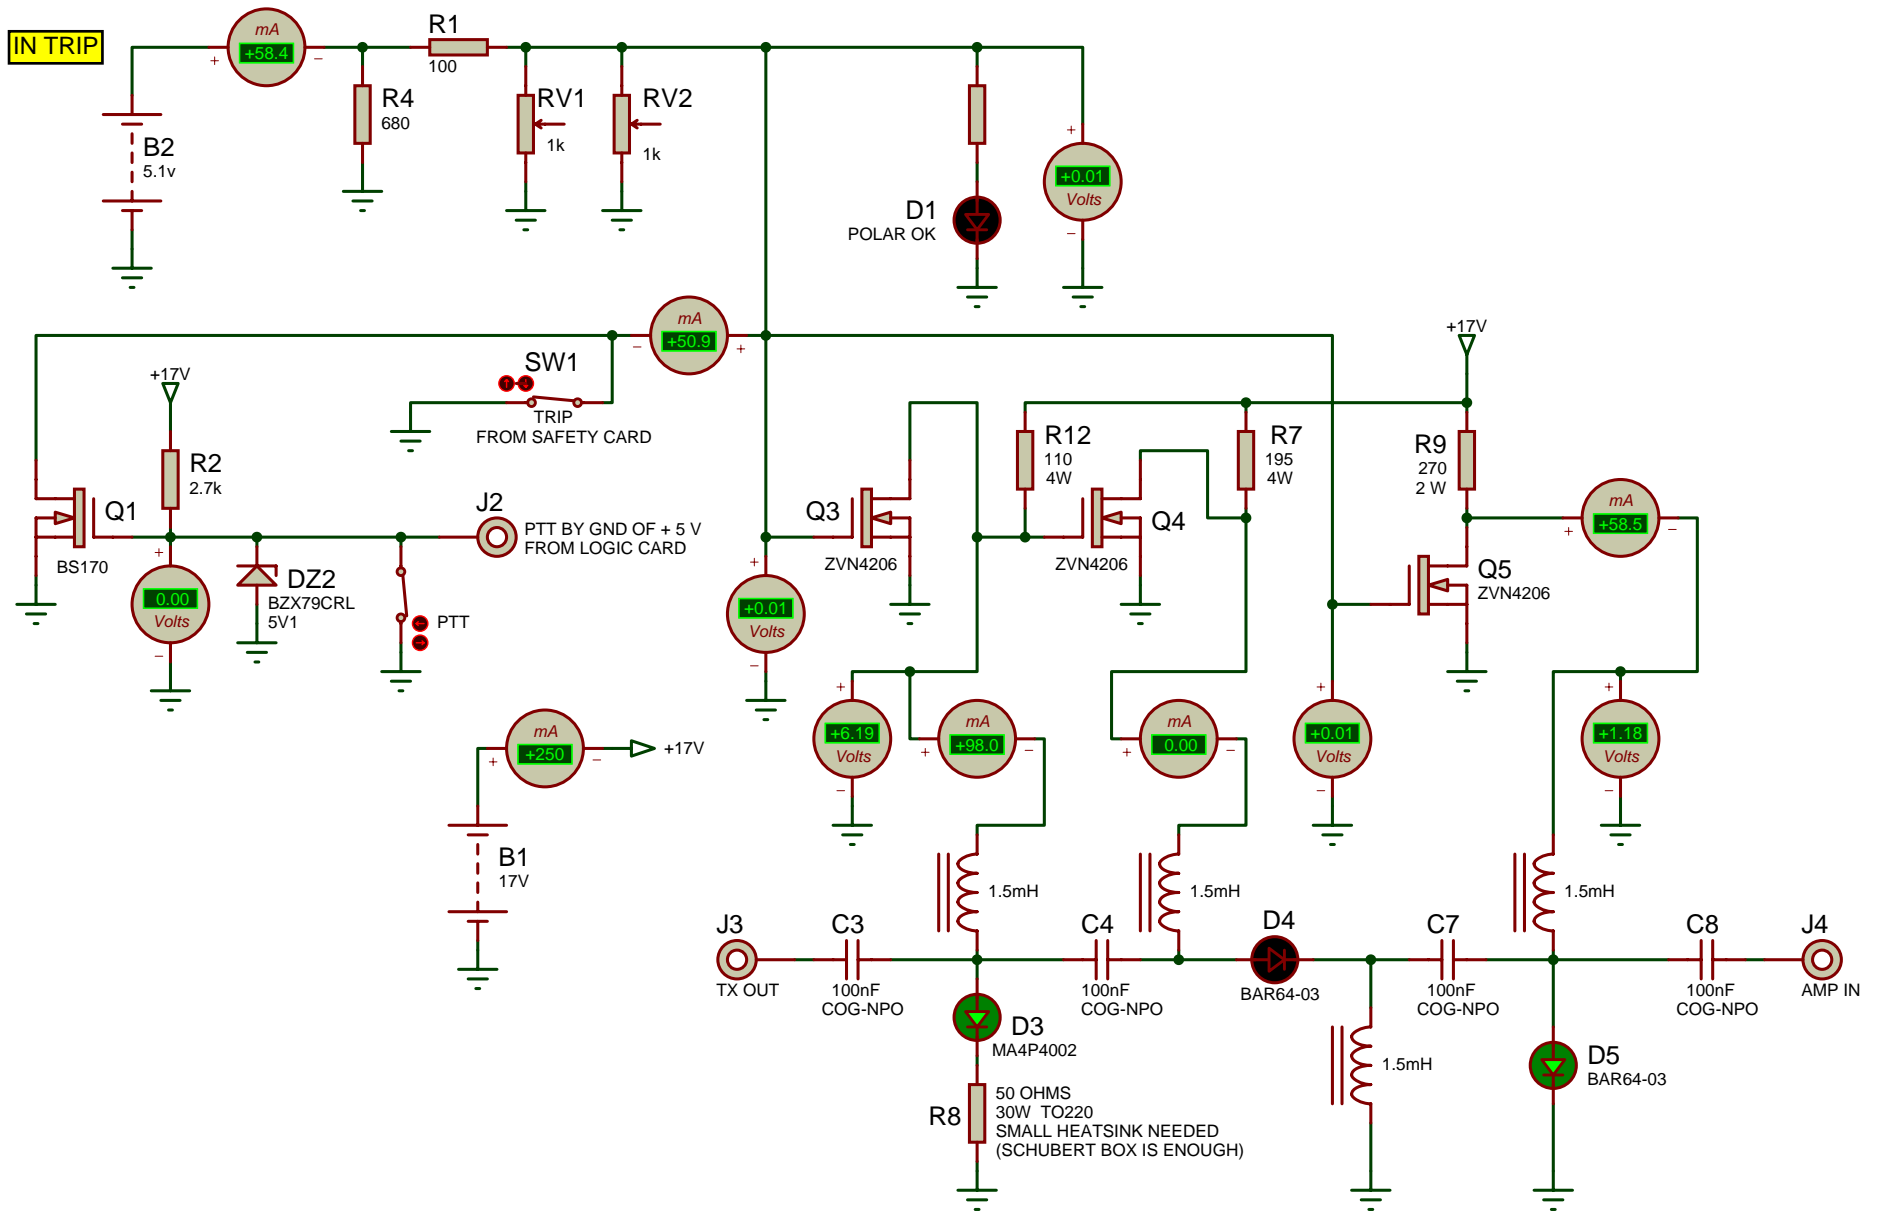 IN TRIP
mA
+58.4
+
−
R1
100
R4
680
RV1
1k
RV2
1k
B2
5.1v
D1
POLAR OK
+
+0.01
Volts
−
mA
+50.9
−
+
SW1
TRIP
FROM SAFETY CARD
+17V
R2
2.7k
Q1
BS170
+
0.00
Volts
−
DZ2
BZX79CRL
5V1
J2
PTT BY GND OF + 5 V
FROM LOGIC CARD
PTT
+
+0.01
Volts
−
Q3
ZVN4206
R12
110
4W
Q4
ZVN4206
R7
195
4W
+17V
R9
270
2 W
Q5
ZVN4206
mA
+58.5
+
−
mA
+250
+
−
+17V
B1
17V
+
+6.19
Volts
−
mA
+98.0
+
−
mA
0.00
+
−
+
+0.01
Volts
−
+
+1.18
Volts
−
1.5mH
1.5mH
1.5mH
J3
TX OUT
C3
100nF
COG-NPO
C4
100nF
COG-NPO
D4
BAR64-03
C7
100nF
COG-NPO
C8
100nF
COG-NPO
J4
AMP IN
D3
MA4P4002
R8
50 OHMS
30W TO220
SMALL HEATSINK NEEDED
(SCHUBERT BOX IS ENOUGH)
1.5mH
D5
BAR64-03